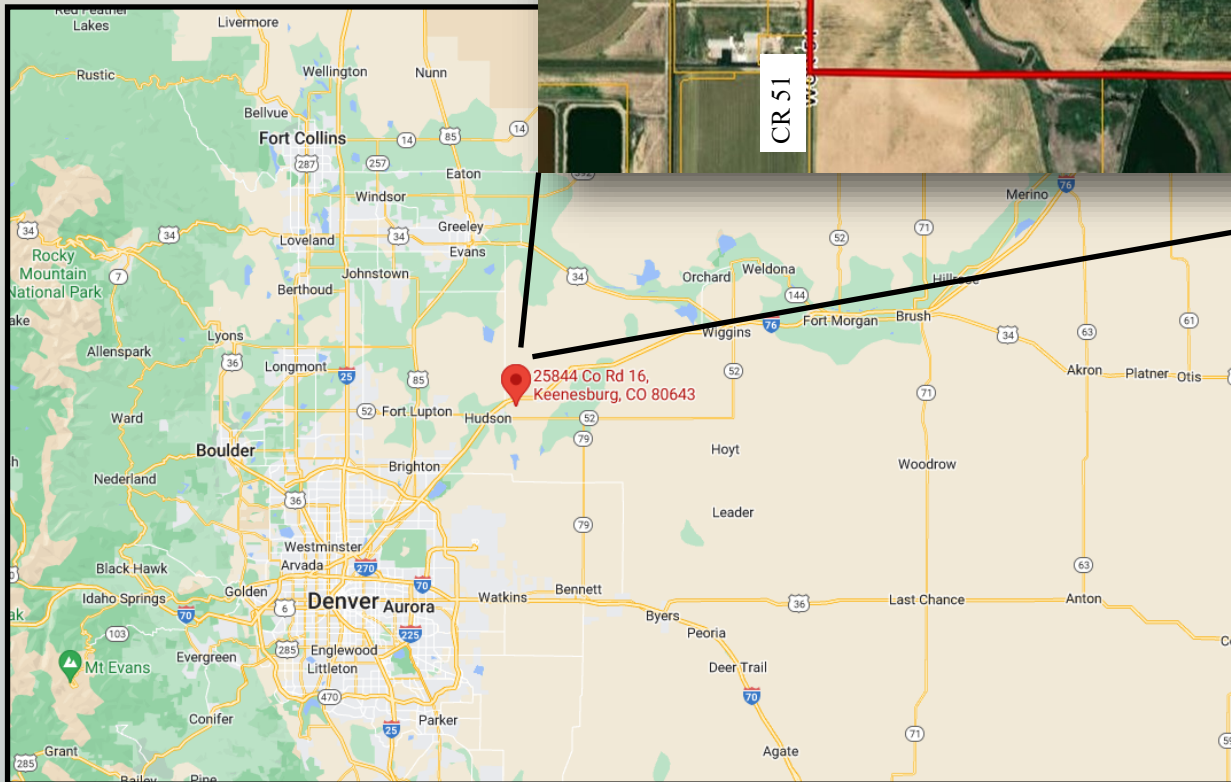 Red Feather
Lakes
Livermore
Rustic
Wellington
Nunn
Bellvue
Fort Collins
14
85
14
287
257
Eaton
Windsor
392
CR 51
76
Merino
34
34
Loveland
34
Greeley
Evans
52
71
Rocky
Mountain
National Park
7
Johnstown
Berthoud
34
Orchard
Weldona
144
Hillrose
Lyons
Wiggins
76
Fort Morgan
Brush
34
63
61
Allenspark
36
Longmont
25
85
25844 Co Rd 16,
Keenesburg, CO 80643
52
Akron
Platner
Otis
71
Ward
52
Fort Lupton
Hudson
52
79
Boulder
Hoyt
Brighton
Woodrow
Nederland
36
Leader
79
Westminster
Arvada
270
Black Hawk
70
63
Idaho Springs
70
Golden
6
Denver
Aurora
Watkins
Bennett
36
Last Chance
Anton
Byers
103
225
Peoria
Mt Evans
Evergreen
285
Englewood
Littleton
Deer Trail
470
70
Conifer
25
Parker
71
Grant
285
Agate
Bailey
Pine